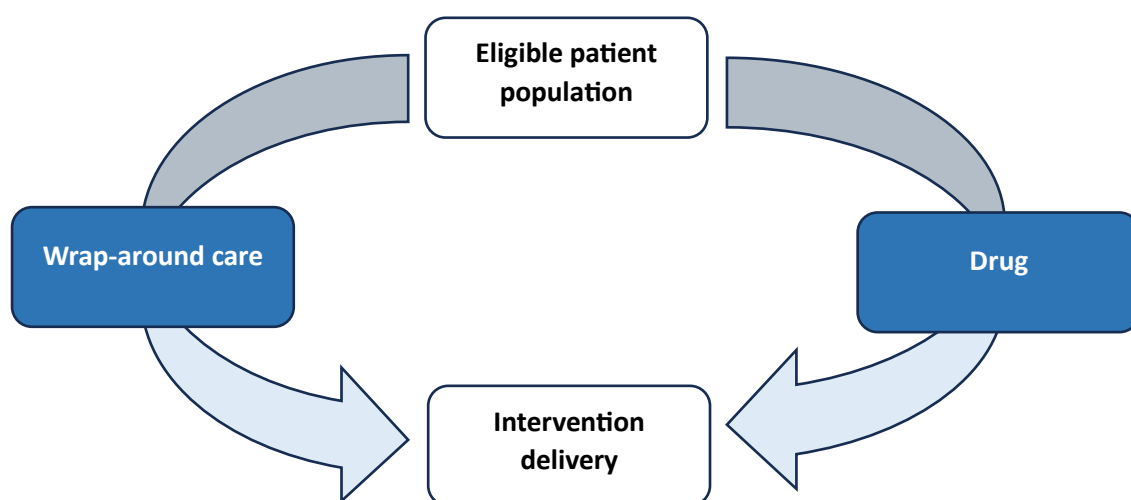 Eligible patient
population
Wrap-around care
Drug
Intervention
delivery